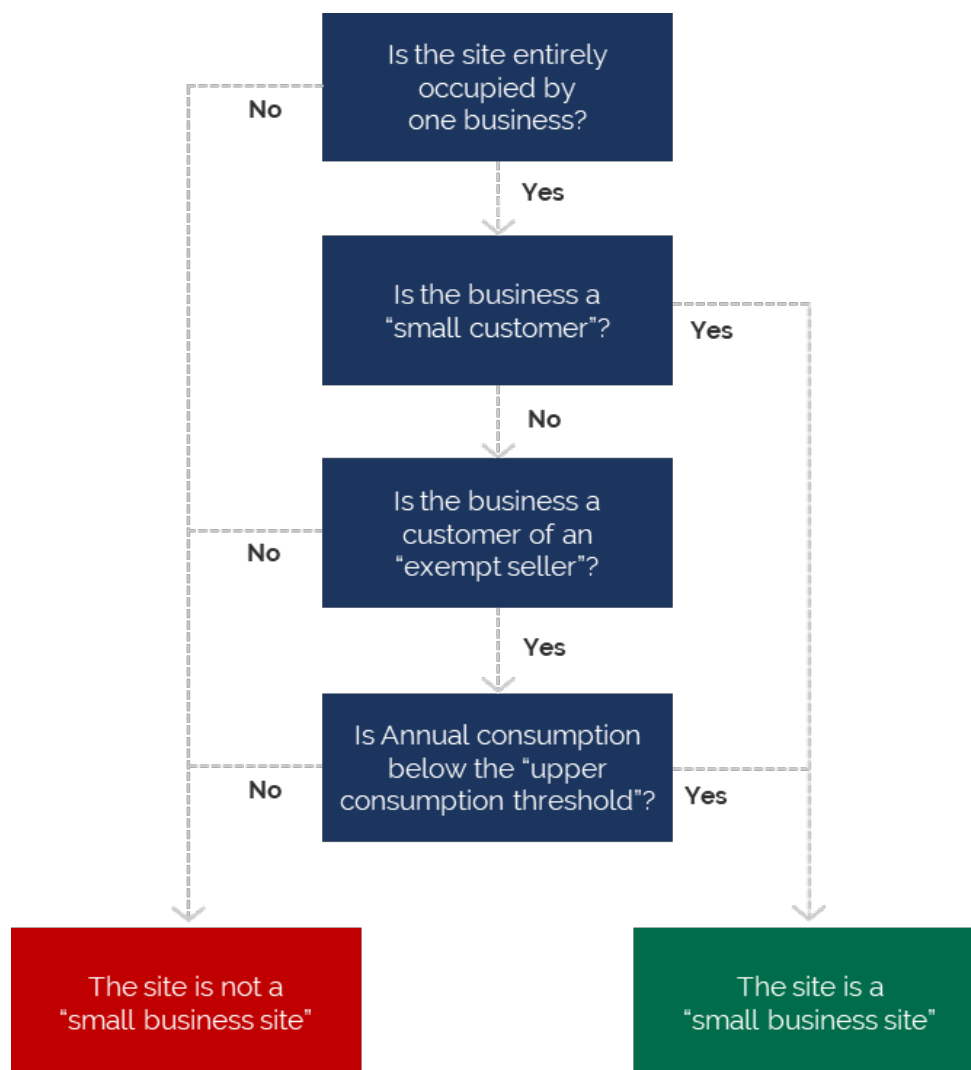 Is the site entirely
occupied by
one business?
No
Yes
Is the business a
“small customer”?
Yes
No
Is the business a
customer of an
“exempt seller”?
No
Yes
Is Annual consumption
below the “upper
consumption threshold”?
No
Yes
The site is not a
“small business site”
The site is a
“small business site”